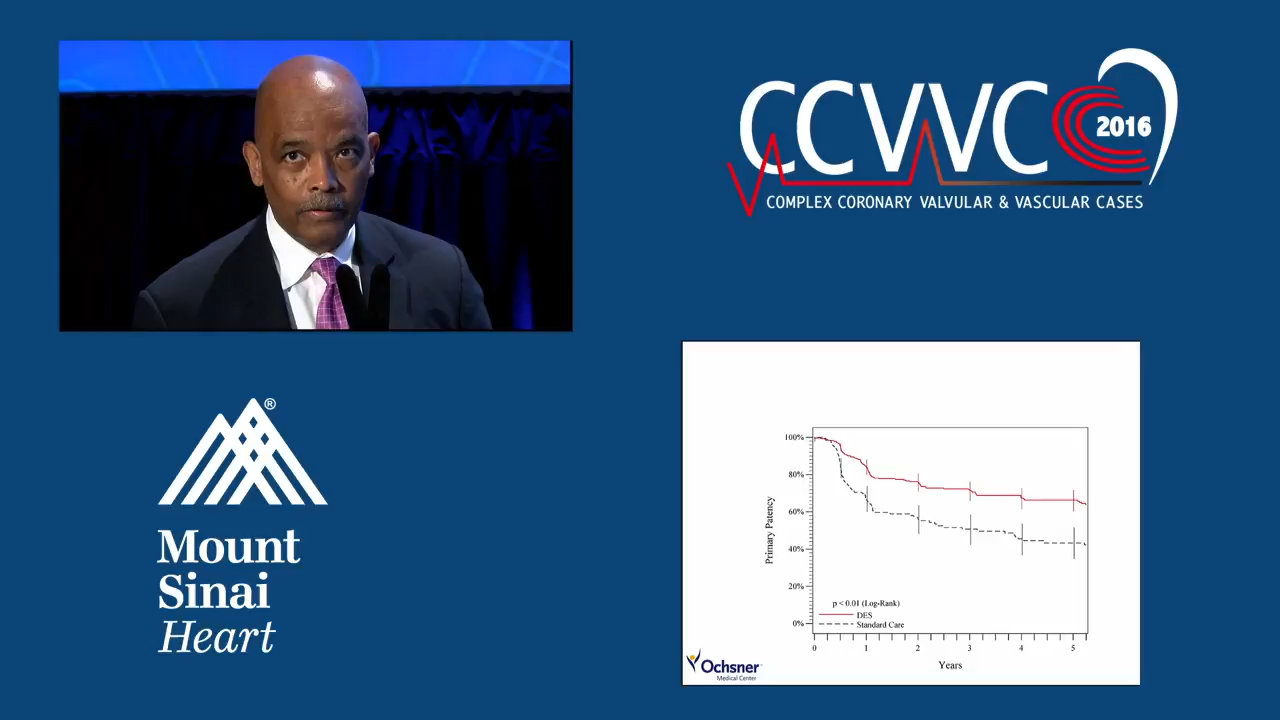 CCVVC
2016
COMPLEX CORONARY VALVULAR & VASCULAR CASES
®
Mount
Sinai
Heart
100%
80%
60%
40%
20%
0%
Primary Patency
p < 0.01 (Log-Rank)
DES
Standard Care
0 1 2 3 4 5
Years
Ochsner
Medical Center